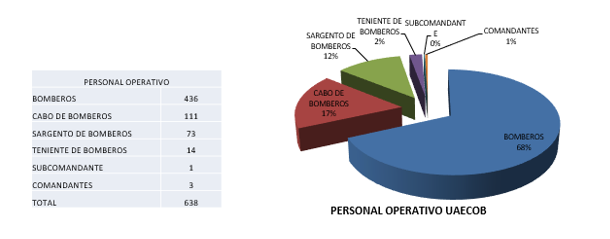 PERSONAL OPERATIVO
BOMBEROS 436
CABO DE BOMBEROS 111
SARGENTO DE BOMBEROS 73
TENIENTE DE BOMBEROS 14
SUBCOMANDANTE 1
COMANDANTES 3
TOTAL 638
SARGENTO DE
BOMBEROS
12%
TENIENTE DE
BOMBEROS
2%
SUBCOMANDANT
E
0%
COMANDANTES
1%
CABO DE
BOMBEROS
17%
BOMBEROS
68%
PERSONAL OPERATIVO UAECOB